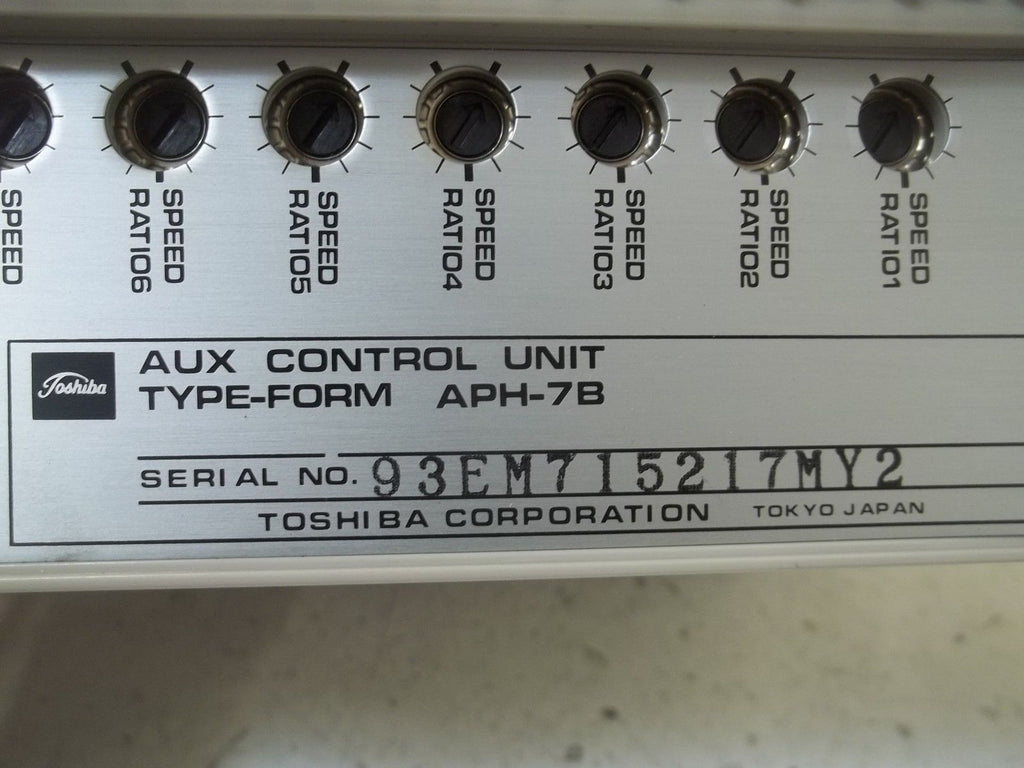 SPEED
SPEED
RATIO6
SPEED
RATIO5
SPEED
RATIO4
SPEED
RATIO3
SPEED
RATIO2
SPEED
RATIO1
Toshiba
AUX CONTROL UNIT
TYPE-FORM APH-7B
SERIAL NO. 93EM715217MY2
TOSHIBA CORPORATION TOKYO JAPAN